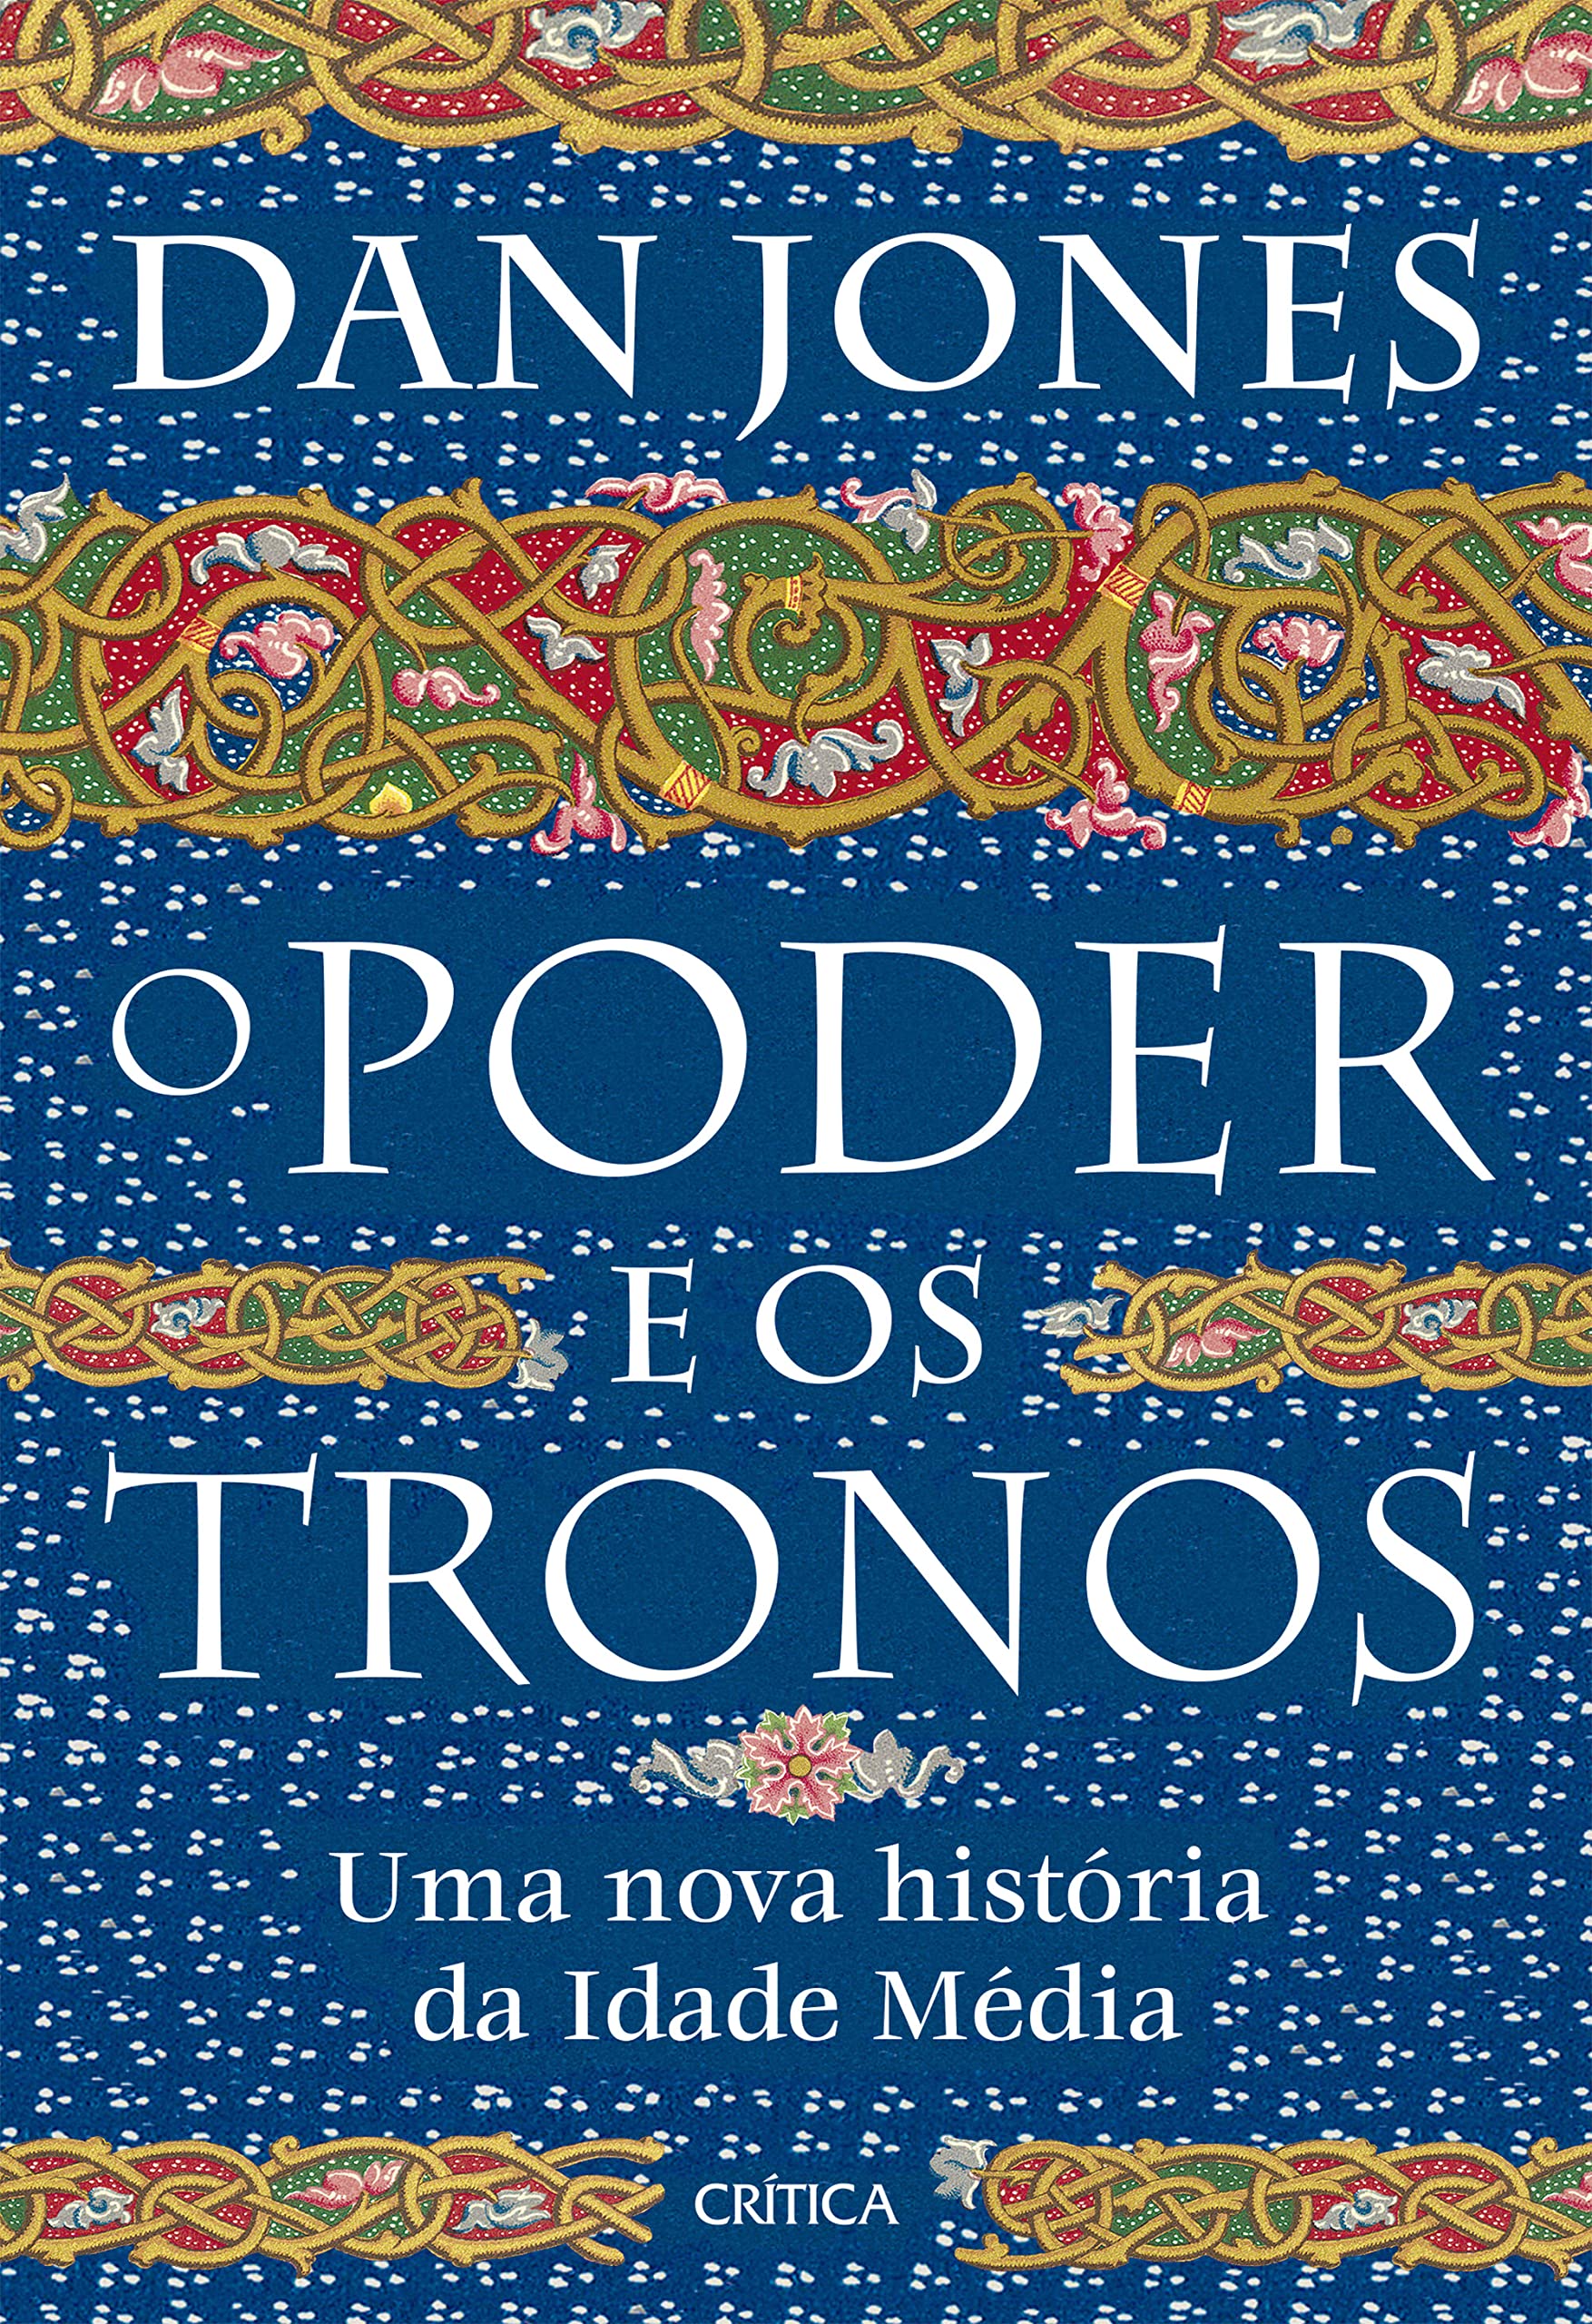 DAN JONES
O PODER
E OS
TRONOS
Uma nova história
da Idade Média
CRÍTICA